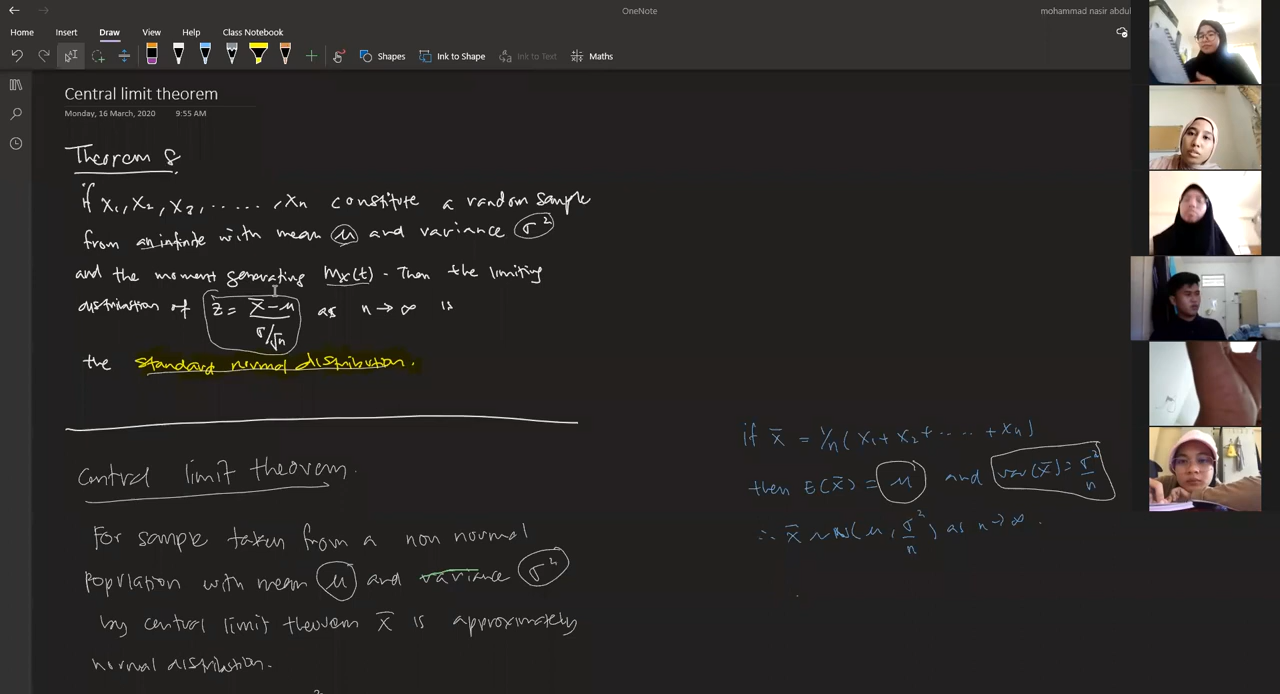 OneNote
mohammad nasir abdul
Home Insert Draw View Help Class Notebook
Shapes Ink to Shape Ink to Text Maths
Central limit theorem
Monday, 16 March, 2020 9:55 AM
Theorem 8
if x₁, x₂, x₃, ......, xₙ constitute a random sample
from an infinite with mean μ and variance σ²
and the moment generating Mx(t). Then the limiting
distribution of z = x̄ - μ / σ/√n as n → ∞ is
the standard normal distribution.
Central limit theorem.
For sample taken from a non normal
population with mean μ and variance σ²
by central limit theorem x̄ is approximately
normal distribution.
if x̄ = 1/n (x₁ + x₂ + ..... + xₙ)
then E(x̄) = μ and var(x̄) = σ²/n
∴ x̄ ~ N(μ, σ²/n) as n → ∞.